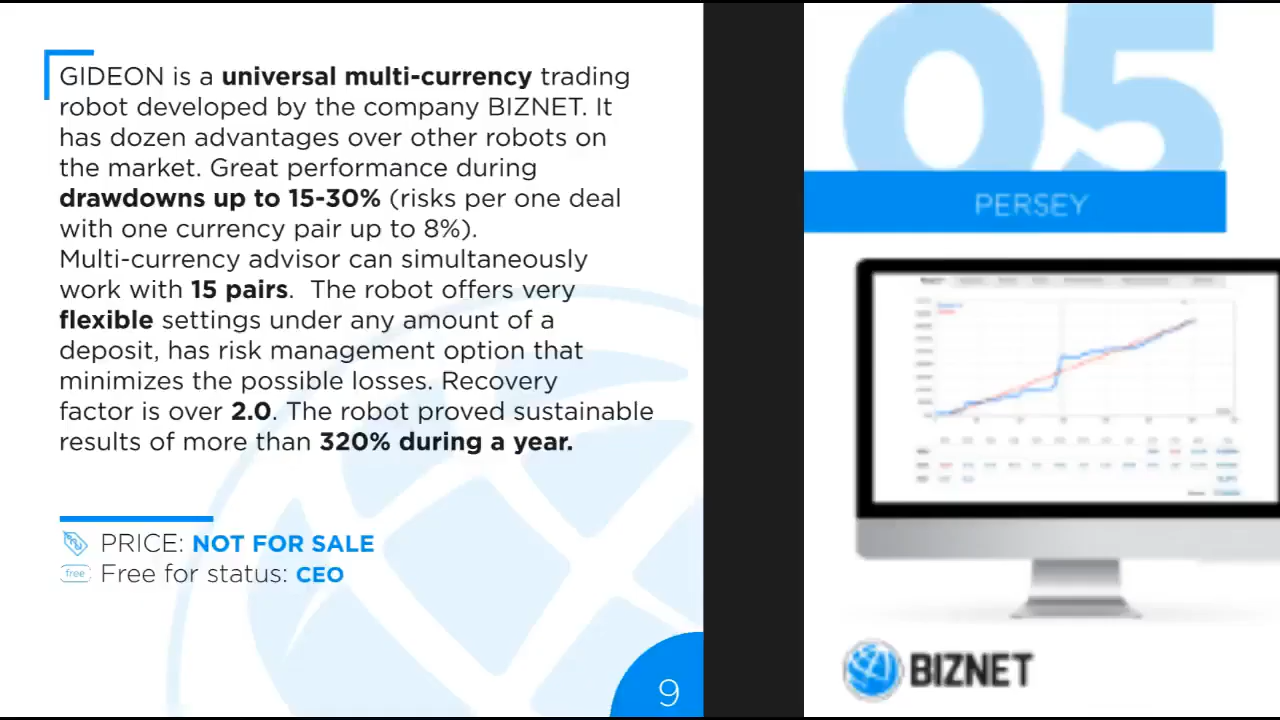 GIDEON is a universal multi-currency trading
robot developed by the company BIZNET. It
has dozen advantages over other robots on
the market. Great performance during
drawdowns up to 15-30% (risks per one deal
with one currency pair up to 8%).
Multi-currency advisor can simultaneously
work with 15 pairs. The robot offers very
flexible settings under any amount of a
deposit, has risk management option that
minimizes the possible losses. Recovery
factor is over 2.0. The robot proved sustainable
results of more than 320% during a year.
PRICE: NOT FOR SALE
free Free for status: CEO
9
05
PERSEY
BIZNET